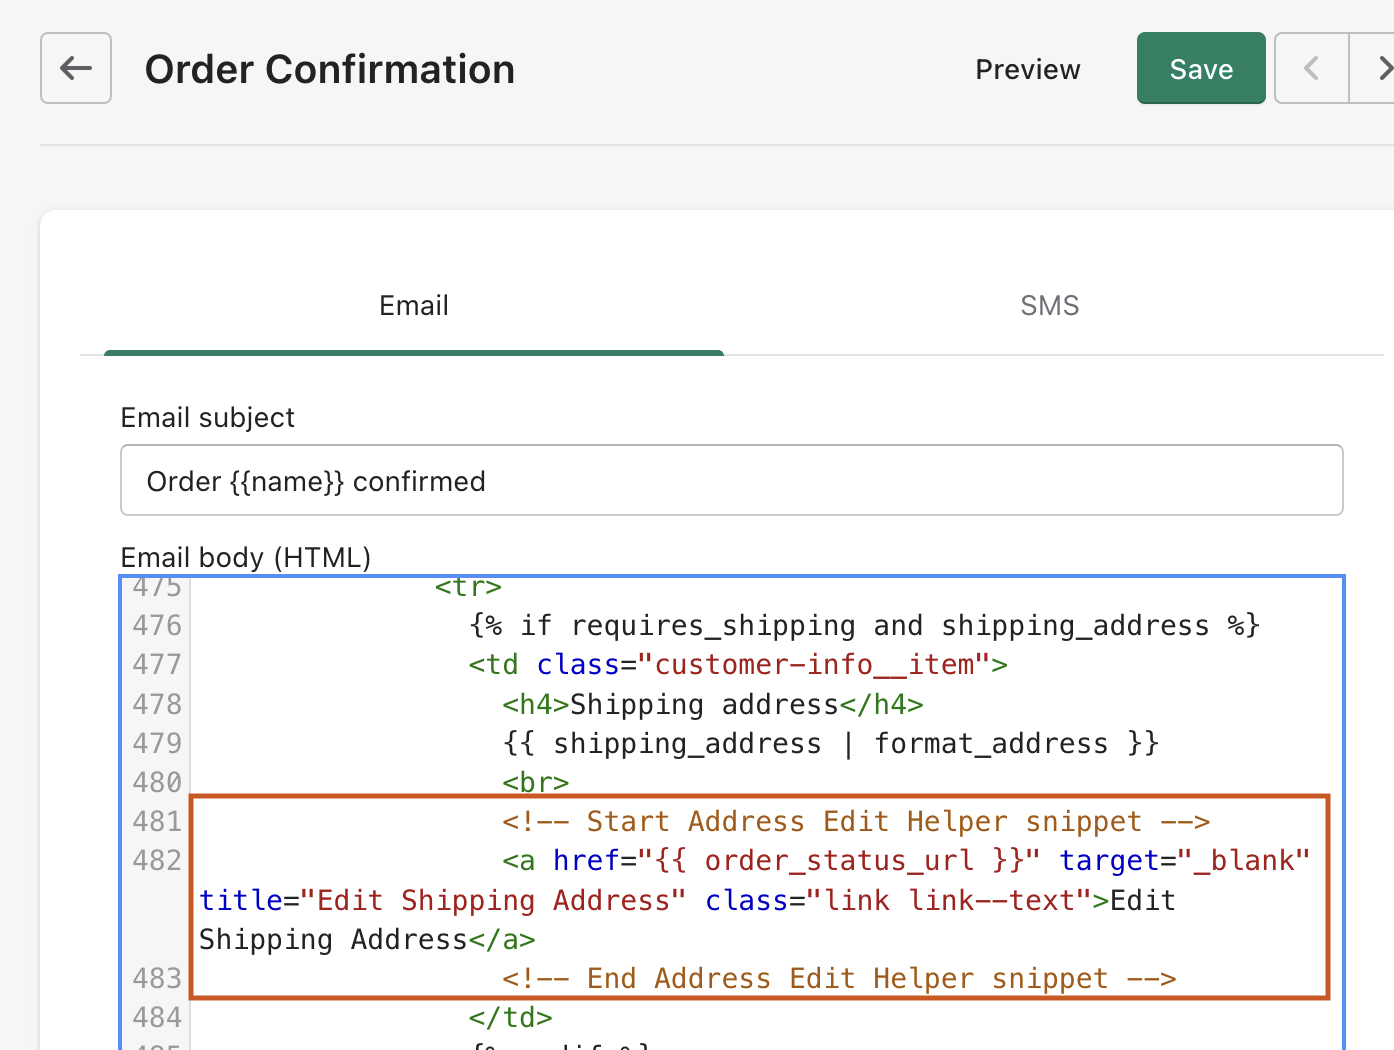 Order Confirmation
Preview
Save
Email
SMS
Email subject
Order {{name}} confirmed
Email body (HTML)
475 <tr>
476 {% if requires_shipping and shipping_address %}
477 <td class="customer-info__item">
478 <h4>Shipping address</h4>
479 {{ shipping_address | format_address }}
480 <br>
481 <!-- Start Address Edit Helper snippet -->
482 <a href="{{ order_status_url }}" target="_blank"
title="Edit Shipping Address" class="link link--text">Edit
Shipping Address</a>
483 <!-- End Address Edit Helper snippet -->
484 </td>